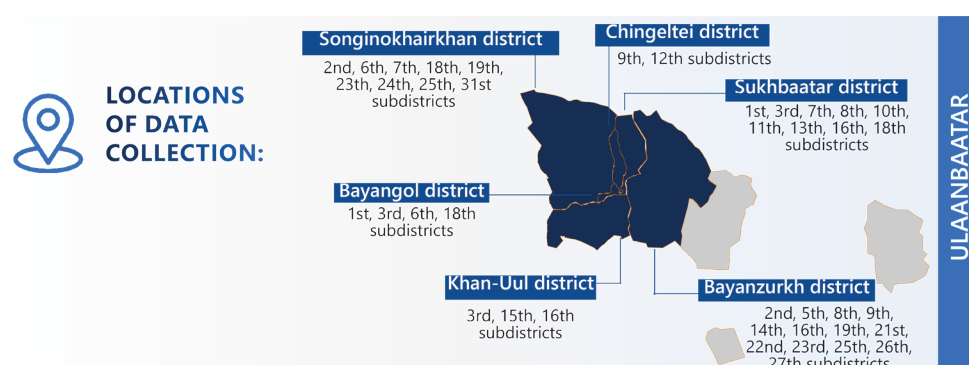 LOCATIONS
OF DATA
COLLECTION:
Songinokhairkhan district
2nd, 6th, 7th, 18th, 19th,
23th, 24th, 25th, 31st
subdistricts
Chingeltei district
9th, 12th subdistricts
Sukhbaatar district
1st, 3rd, 7th, 8th, 10th,
11th, 13th, 16th, 18th
subdistricts
Bayangol district
1st, 3rd, 6th, 18th
subdistricts
Khan-Uul district
3rd, 15th, 16th
subdistricts
Bayanzurkh district
2nd, 5th, 8th, 9th,
14th, 16th, 19th, 21st,
22nd, 23rd, 25th, 26th,
27th subdistricts
ULAANBAATAR